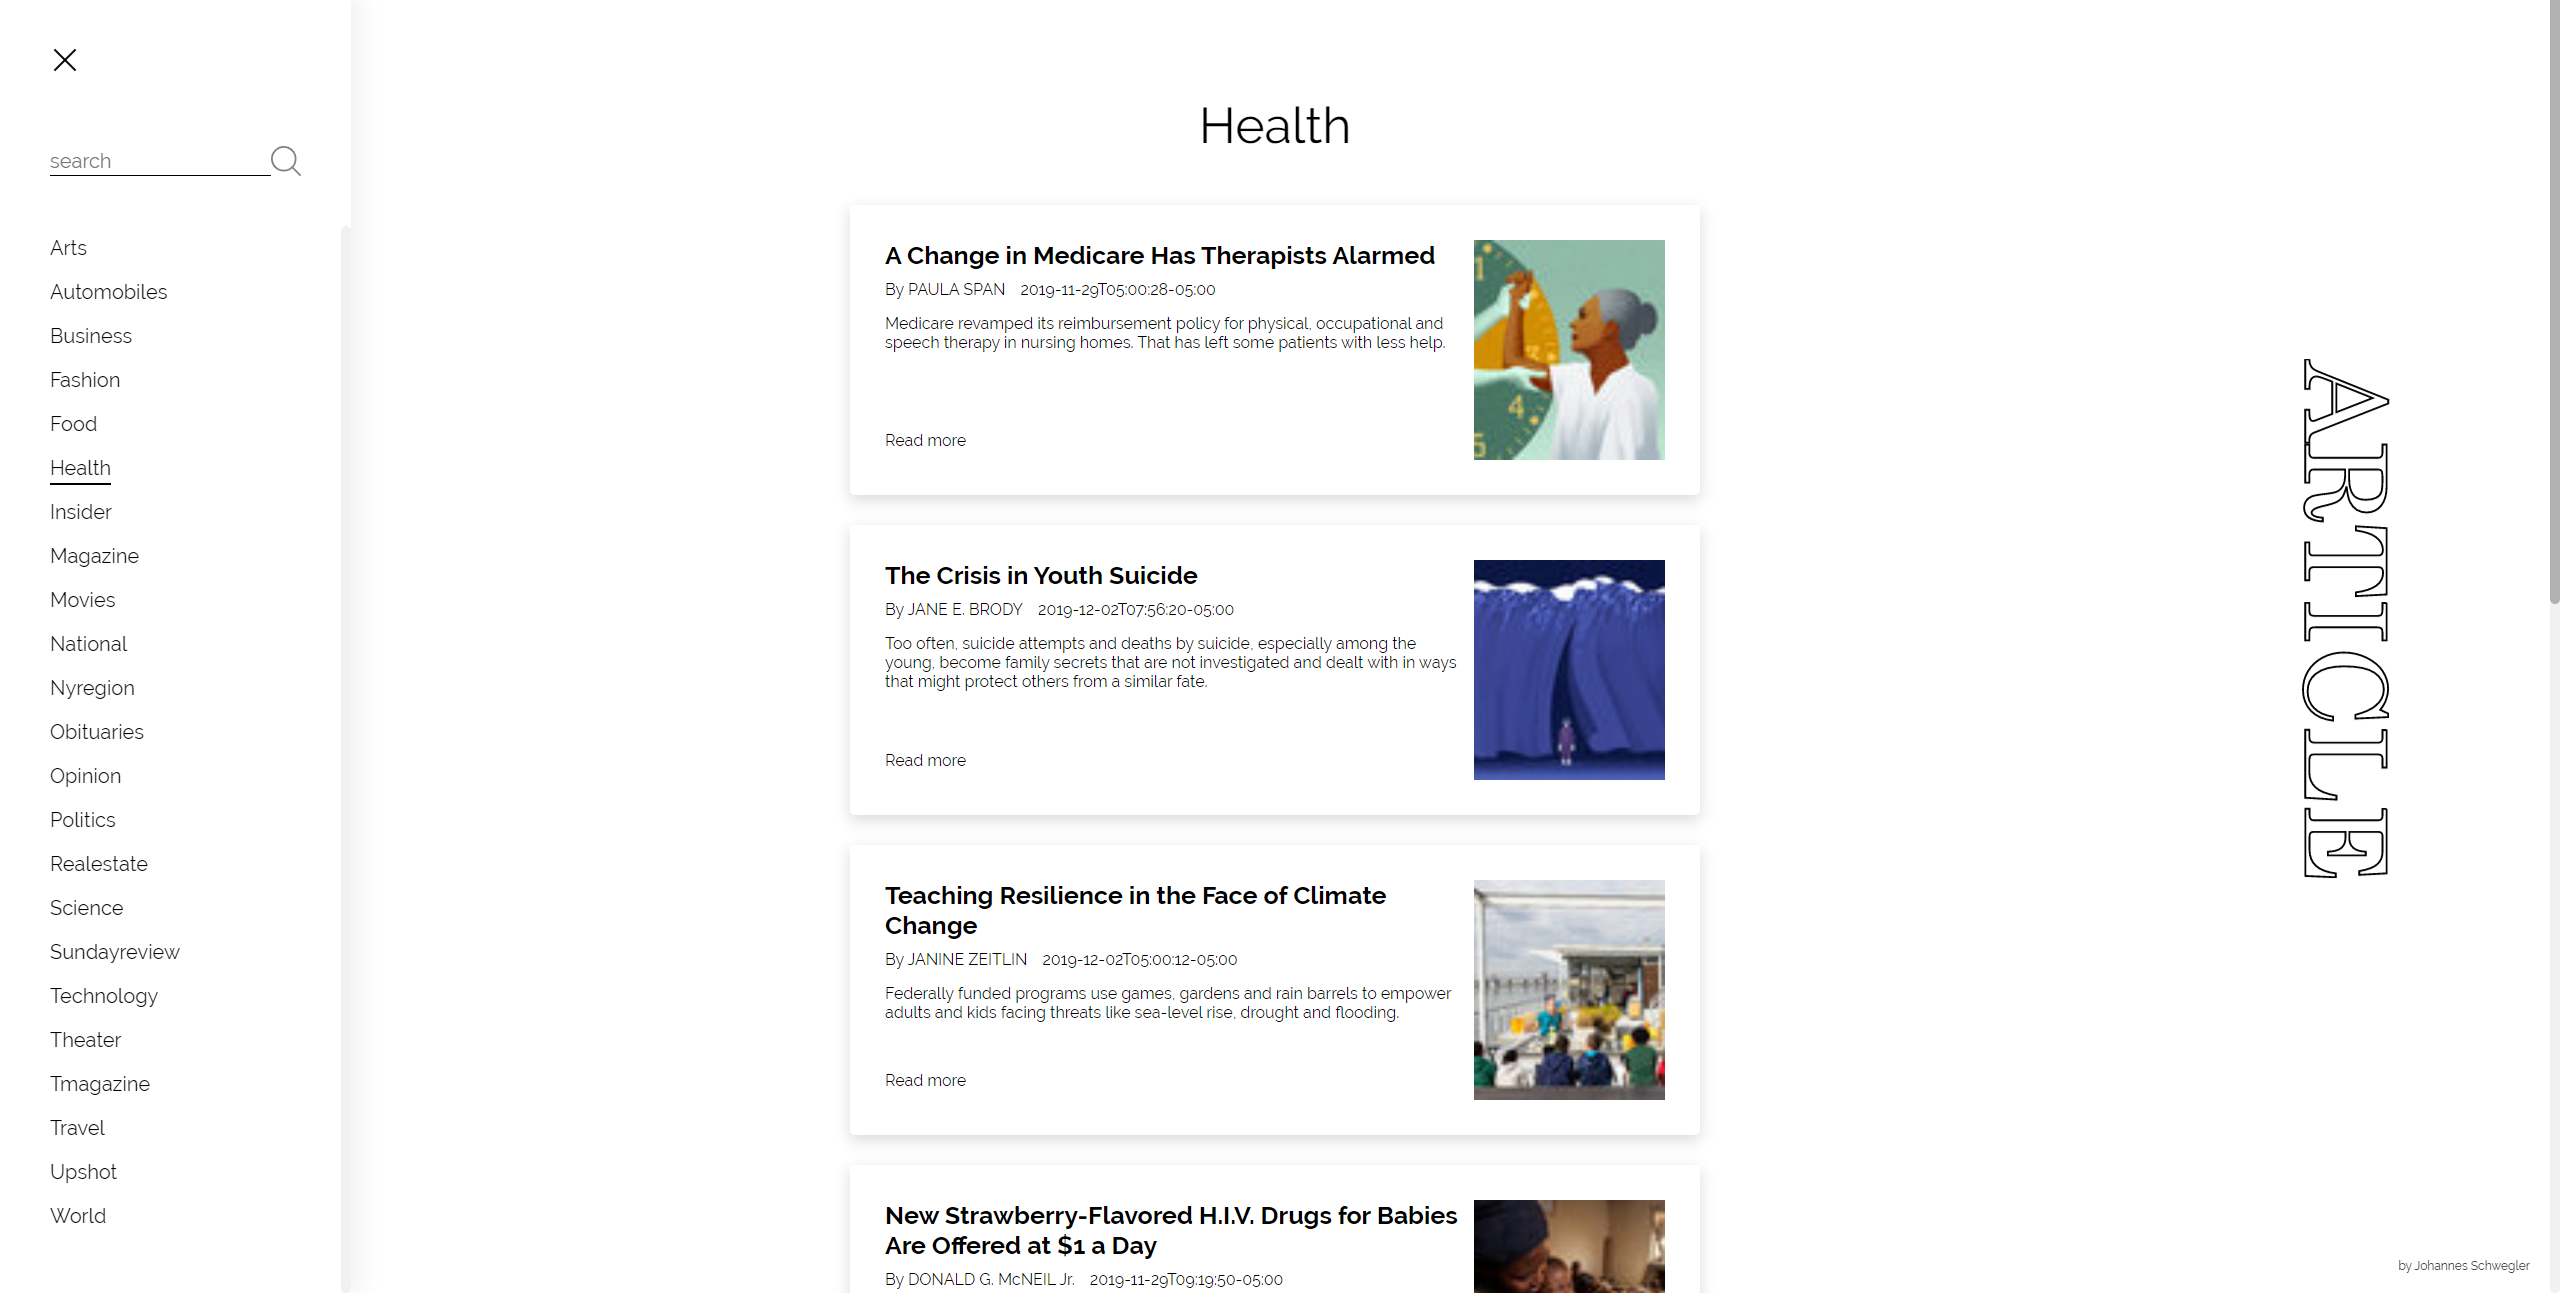 search
Arts
Automobiles
Business
Fashion
Food
Health
Insider
Magazine
Movies
National
Nyregion
Obituaries
Opinion
Politics
Realestate
Science
Sundayreview
Technology
Theater
Tmagazine
Travel
Upshot
World
Health
A Change in Medicare Has Therapists Alarmed
By PAULA SPAN 2019-11-29T05:00:28-05:00
Medicare revamped its reimbursement policy for physical, occupational and
speech therapy in nursing homes. That has left some patients with less help.
Read more
The Crisis in Youth Suicide
By JANE E. BRODY 2019-12-02T07:56:20-05:00
Too often, suicide attempts and deaths by suicide, especially among the
young, become family secrets that are not investigated and dealt with in ways
that might protect others from a similar fate.
Read more
Teaching Resilience in the Face of Climate
Change
By JANINE ZEITLIN 2019-12-02T05:00:12-05:00
Federally funded programs use games, gardens and rain barrels to empower
adults and kids facing threats like sea-level rise, drought and flooding.
Read more
New Strawberry-Flavored H.I.V. Drugs for Babies
Are Offered at $1 a Day
By DONALD G. McNEIL Jr. 2019-11-29T09:19:50-05:00
ARTICLE
by Johannes Schwegler